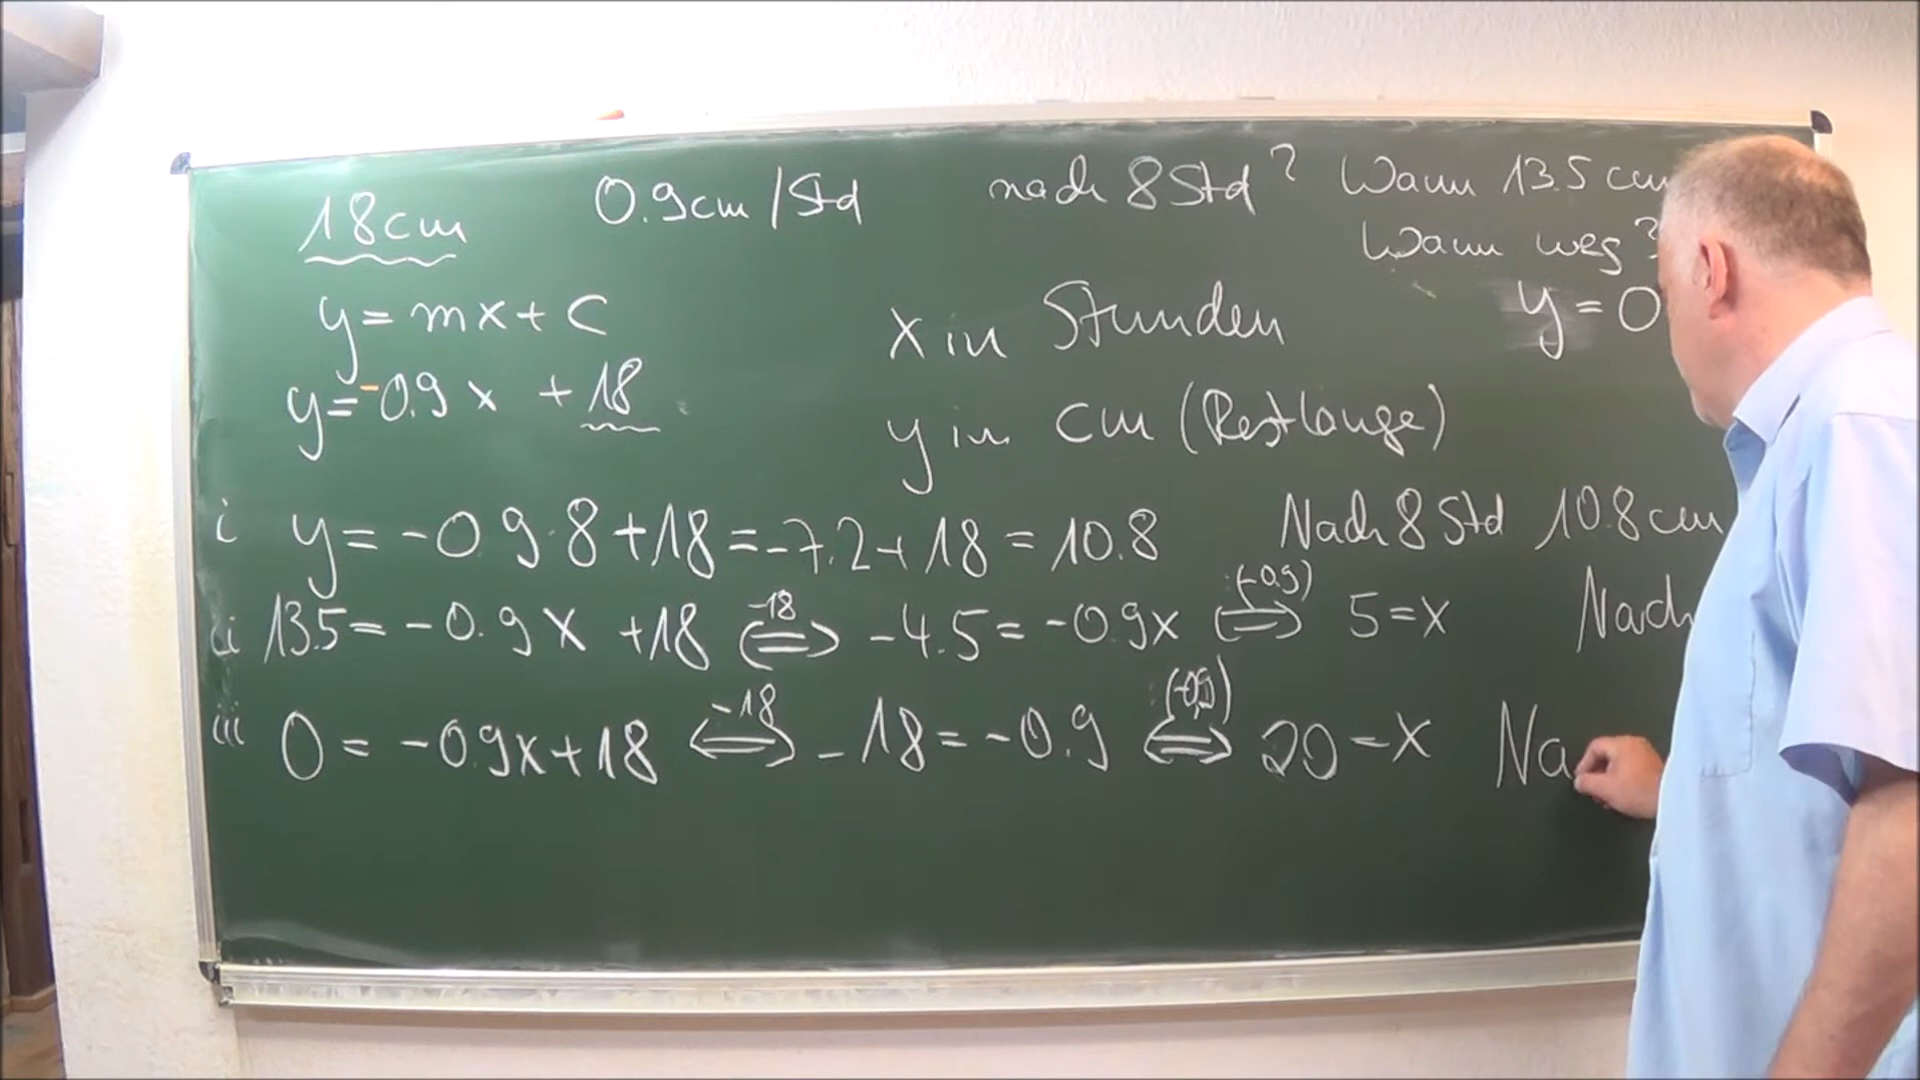 18cm 0.9cm/Std nach 8 Std? Wann 13.5 cm
Wann weg?
y = mx + c x in Stunden y = 0
y = -0.9 x + 18 y in cm (Restlänge)
i y = -0.9·8 + 18 = -7.2 + 18 = 10.8 Nach 8 Std 10.8cm
ii 13.5 = -0.9x + 18 ⟺ -4.5 = -0.9x ⟺ 5 = x Nach
-18 :(-0.9)
iii 0 = -0.9x + 18 ⟺ -18 = -0.9 ⟺ 20 = x Na
-18 :(-0.9)